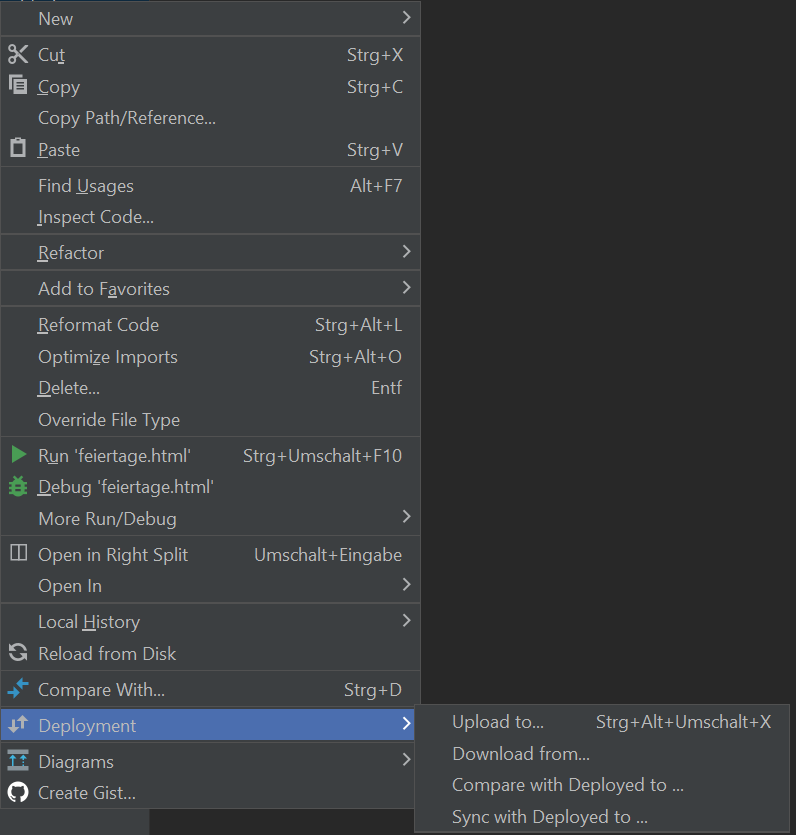 New
Cut Strg+X
Copy Strg+C
Copy Path/Reference...
Paste Strg+V
Find Usages Alt+F7
Inspect Code...
Refactor
Add to Favorites
Reformat Code Strg+Alt+L
Optimize Imports Strg+Alt+O
Delete... Entf
Override File Type
Run 'feiertage.html' Strg+Umschalt+F10
Debug 'feiertage.html'
More Run/Debug
Open in Right Split Umschalt+Eingabe
Open In
Local History
Reload from Disk
Compare With... Strg+D
Deployment
Diagrams
Create Gist...
Upload to... Strg+Alt+Umschalt+X
Download from...
Compare with Deployed to ...
Sync with Deployed to ...